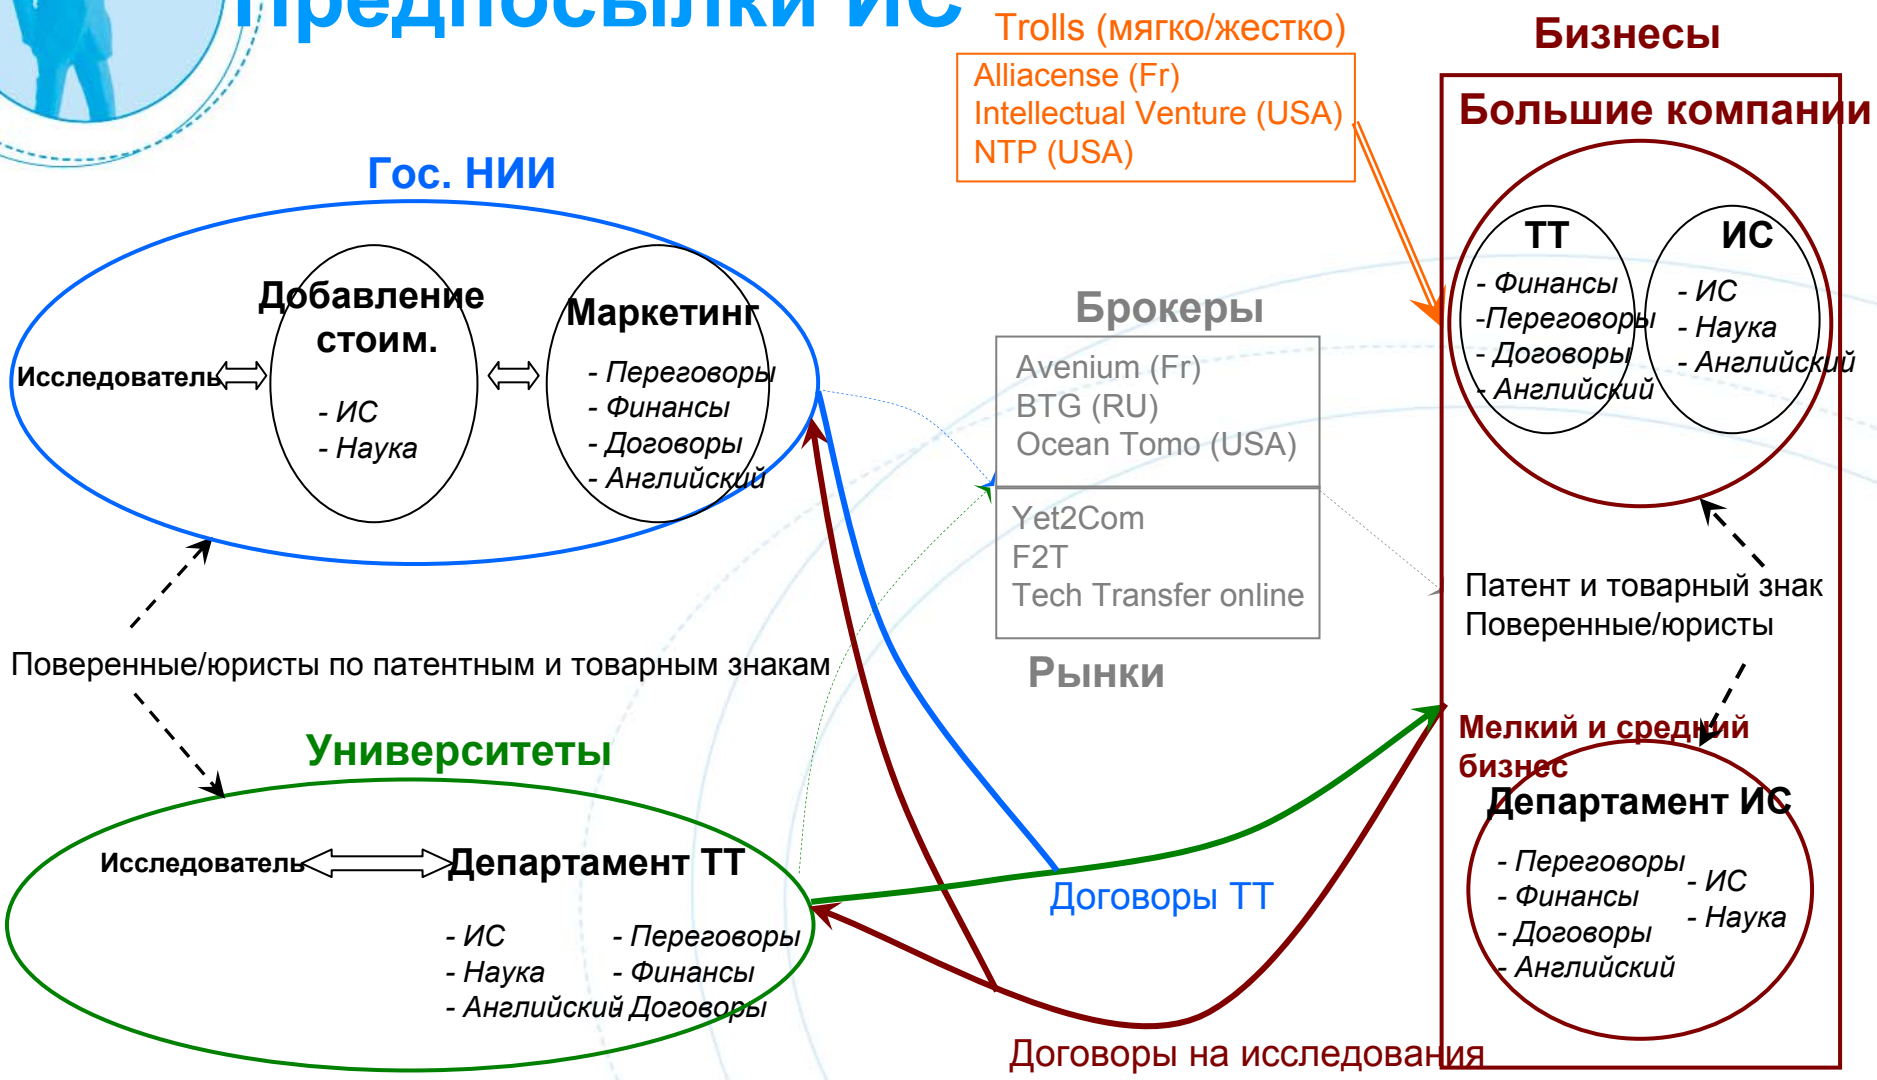 Предпосылки ИС
Trolls (мягко/жестко)
Alliacense (Fr)
Intellectual Venture (USA)
NTP (USA)
Бизнесы
Большие компании
ТТ
- Финансы
-Переговоры
- Договоры
- Английский
ИС
- ИС
- Наука
- Английский
Гос. НИИ
Исследователь
Добавление
стоим.
- ИС
- Наука
Маркетинг
- Переговоры
- Финансы
- Договоры
- Английский
Брокеры
Avenium (Fr)
BTG (RU)
Ocean Tomo (USA)
Yet2Com
F2T
Tech Transfer online
Рынки
Патент и товарный знак
Поверенные/юристы
Поверенные/юристы по патентным и товарным знакам
Университеты
Исследователь
Департамент ТТ
- ИС
- Наука
- Английский
- Переговоры
- Финансы
- Договоры
Договоры ТТ
Договоры на исследования
Мелкий и средний
бизнес
Департамент ИС
- Переговоры
- Финансы
- Договоры
- Английский
- ИС
- Наука